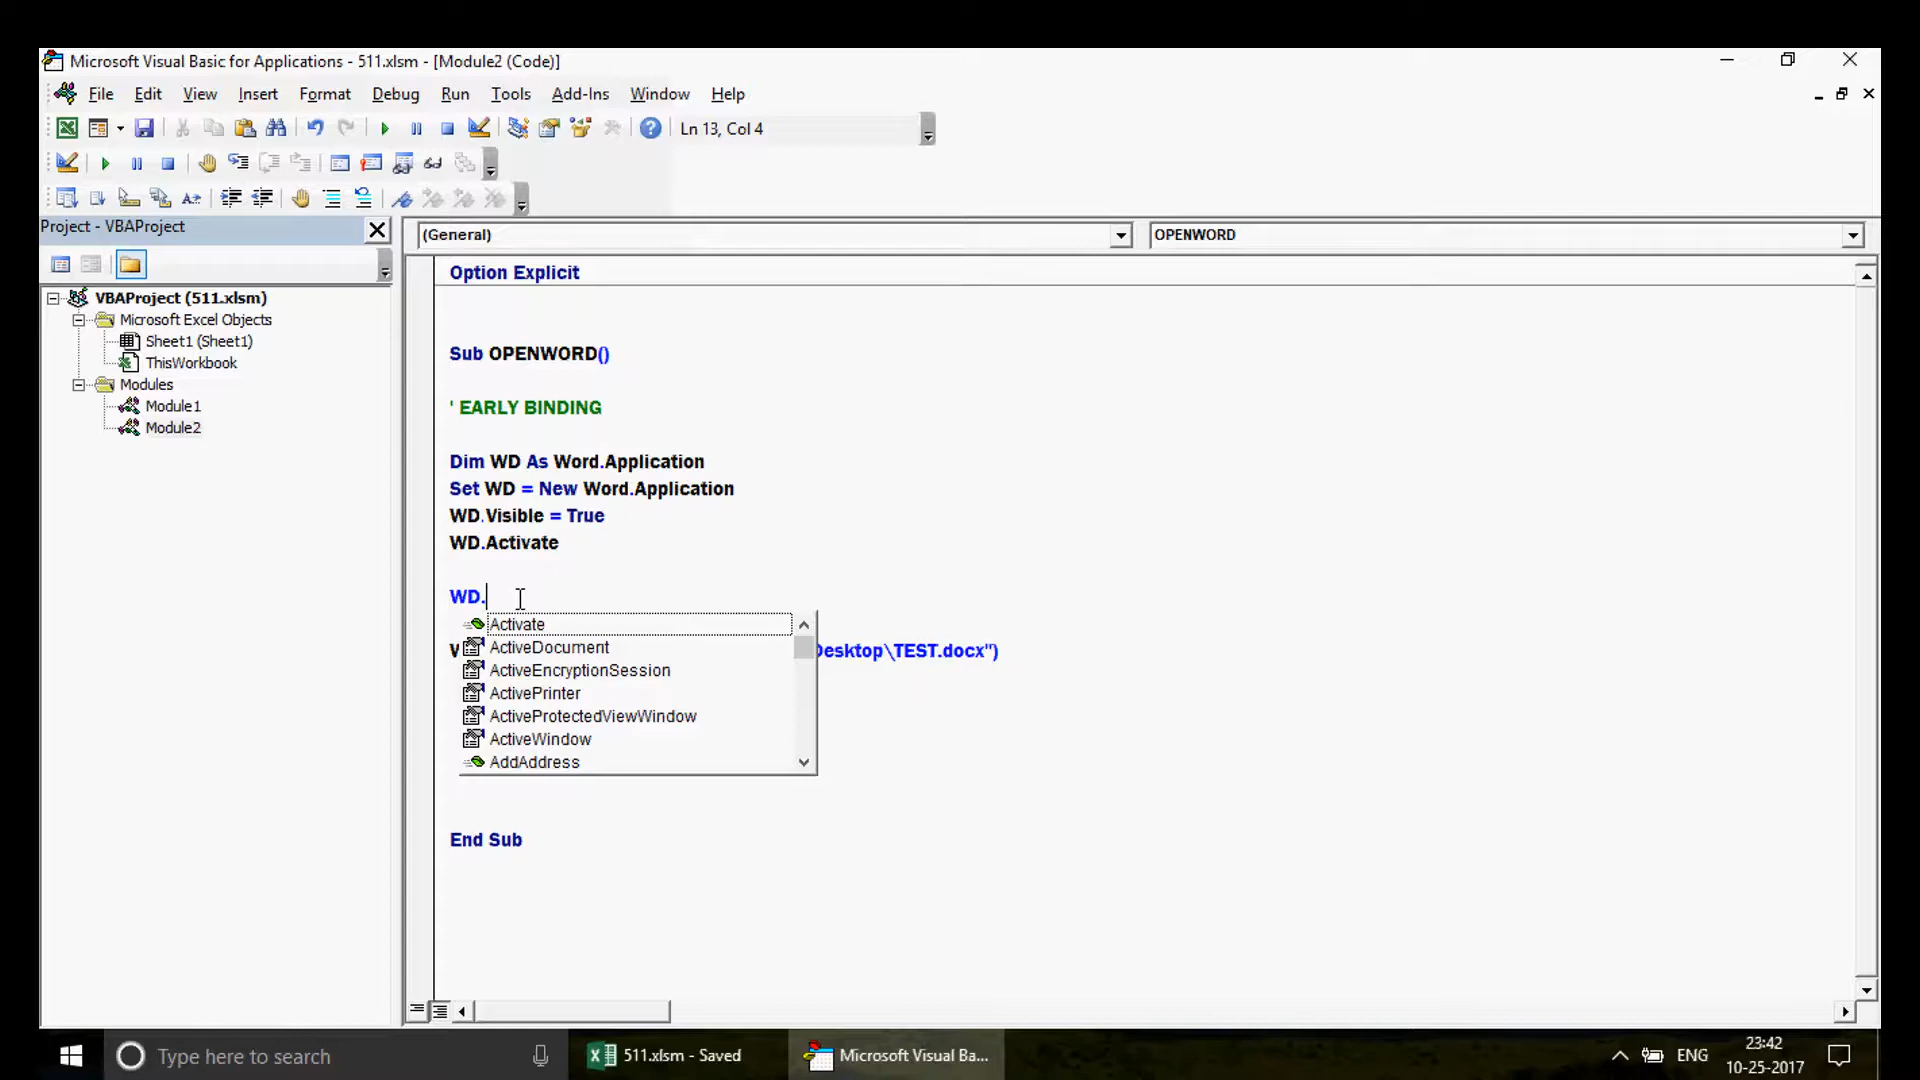 Microsoft Visual Basic for Applications - 511.xlsm - [Module2 (Code)]
File Edit View Insert Format Debug Run Tools Add-Ins Window Help
Ln 13, Col 4
Project - VBAProject
(General)
OPENWORD
VBAProject (511.xlsm)
Microsoft Excel Objects
Sheet1 (Sheet1)
ThisWorkbook
Modules
Module1
Module2
Option Explicit
Sub OPENWORD()
' EARLY BINDING
Dim WD As Word.Application
Set WD = New Word.Application
WD.Visible = True
WD.Activate
WD.
Activate
ActiveDocument
Desktop\TEST.docx")
ActiveEncryptionSession
ActivePrinter
ActiveProtectedViewWindow
ActiveWindow
AddAddress
End Sub
Type here to search
511.xlsm - Saved
Microsoft Visual Ba...
ENG
23:42
10-25-2017